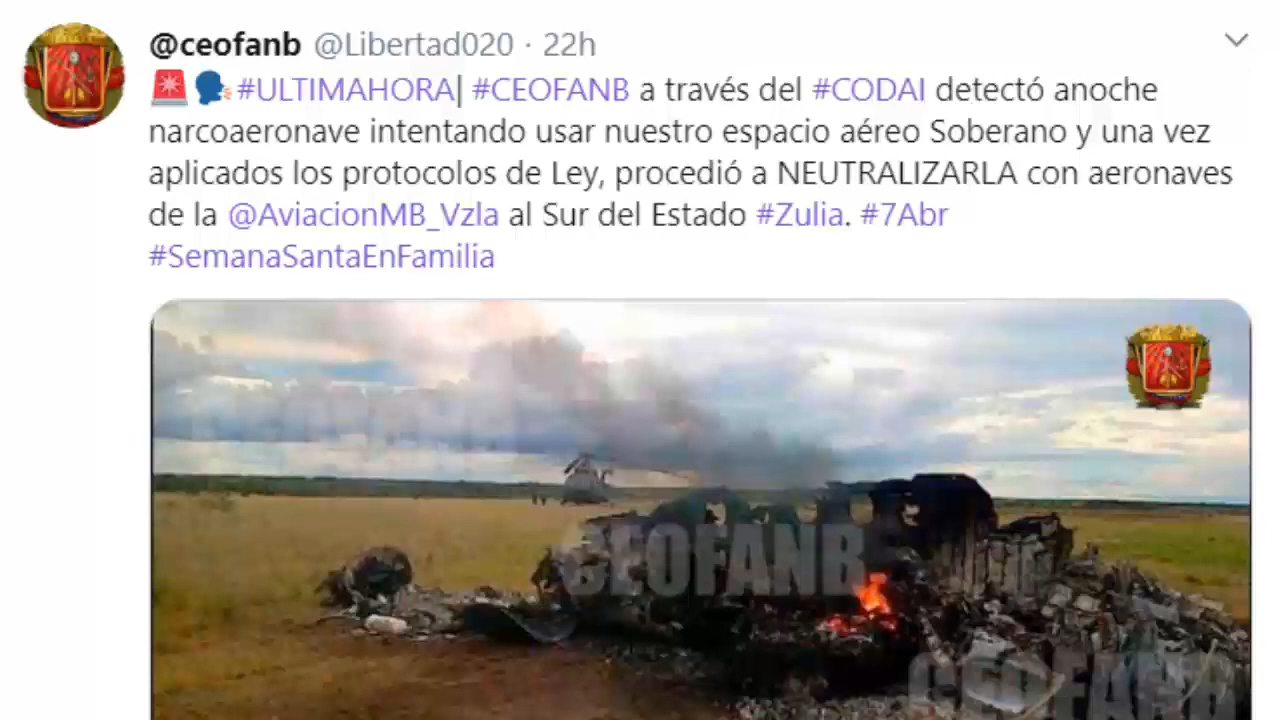 @ceofanb @Libertad020 · 22h
🚨🗣#ULTIMAHORA| #CEOFANB a través del #CODAI detectó anoche
narcoaeronave intentando usar nuestro espacio aéreo Soberano y una vez
aplicados los protocolos de Ley, procedió a NEUTRALIZARLA con aeronaves
de la @AviacionMB_Vzla al Sur del Estado #Zulia. #7Abr
#SemanaSantaEnFamilia
CEOFANB
CEOFANB
CEOFANB